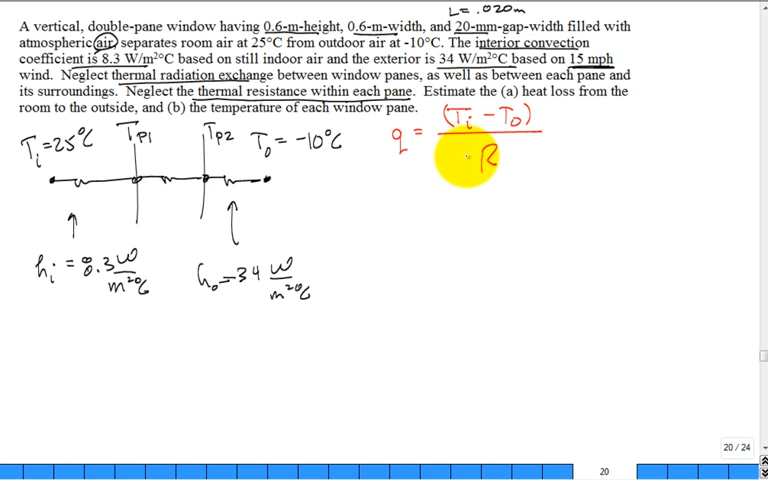 L = .020m
A vertical, double-pane window having 0.6-m-height, 0.6-m-width, and 20-mm-gap-width filled with
atmospheric air, separates room air at 25°C from outdoor air at -10°C. The interior convection
coefficient is 8.3 W/m²°C based on still indoor air and the exterior is 34 W/m²°C based on 15 mph
wind. Neglect thermal radiation exchange between window panes, as well as between each pane and
its surroundings. Neglect the thermal resistance within each pane. Estimate the (a) heat loss from the
room to the outside, and (b) the temperature of each window pane.
Ti = 25°C TP1 TP2 To = -10°C
q = (Ti - To) / R
hi = 8.3 W/m²°C ho = 34 W/m²°C
20 / 24
20